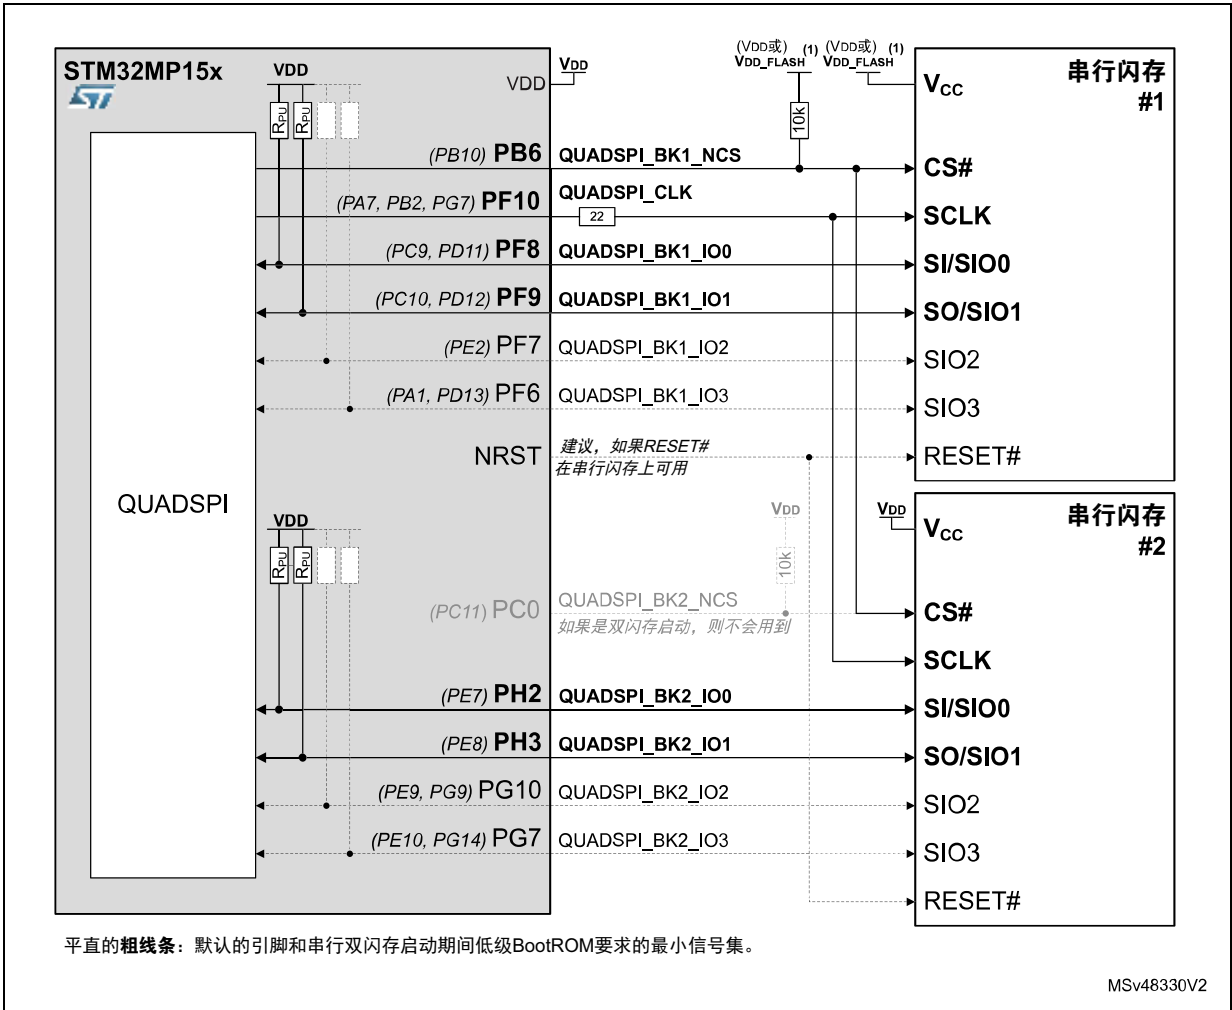 STM32MP15x
VDD
RPU
RPU
VDD
VDD
(VDD或) (1)
VDD_FLASH
(VDD或) (1)
VDD_FLASH
10k
串行闪存
#1
VCC
(PB10) PB6 QUADSPI_BK1_NCS
CS#
(PA7, PB2, PG7) PF10 QUADSPI_CLK
22
SCLK
(PC9, PD11) PF8 QUADSPI_BK1_IO0
SI/SIO0
(PC10, PD12) PF9 QUADSPI_BK1_IO1
SO/SIO1
(PE2) PF7 QUADSPI_BK1_IO2
SIO2
(PA1, PD13) PF6 QUADSPI_BK1_IO3
SIO3
NRST
建议，如果RESET#
在串行闪存上可用
RESET#
QUADSPI
VDD
RPU
RPU
VDD
10k
VDD
串行闪存
#2
VCC
(PC11) PC0 QUADSPI_BK2_NCS
如果是双闪存启动，则不会用到
CS#
SCLK
(PE7) PH2 QUADSPI_BK2_IO0
SI/SIO0
(PE8) PH3 QUADSPI_BK2_IO1
SO/SIO1
(PE9, PG9) PG10 QUADSPI_BK2_IO2
SIO2
(PE10, PG14) PG7 QUADSPI_BK2_IO3
SIO3
RESET#
平直的粗线条：默认的引脚和串行双闪存启动期间低级BootROM要求的最小信号集。
MSv48330V2